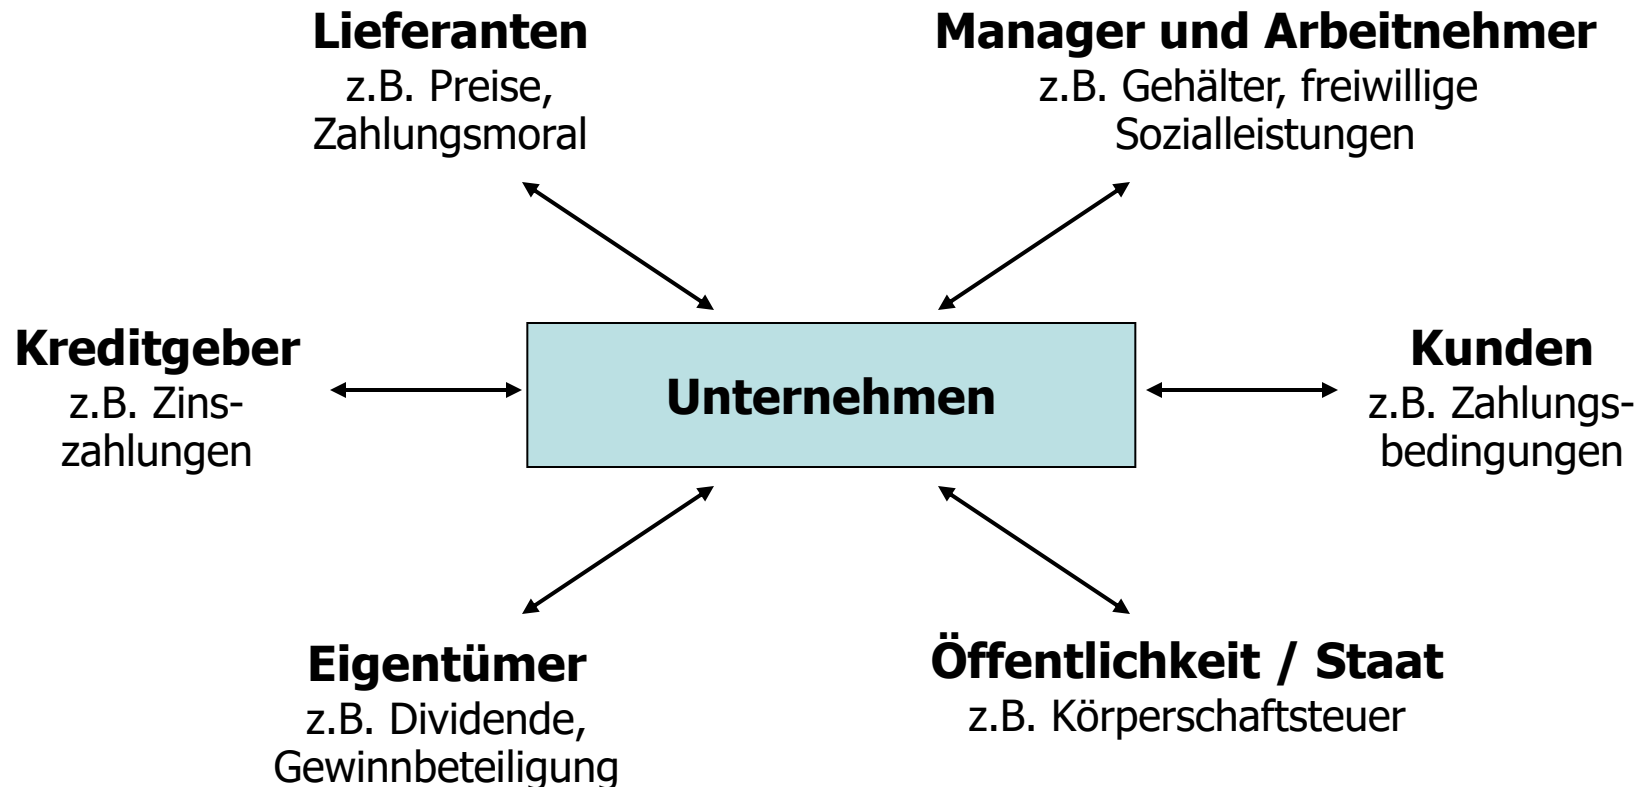 Lieferanten
z.B. Preise,
Zahlungsmoral
Manager und Arbeitnehmer
z.B. Gehälter, freiwillige
Sozialleistungen
Kreditgeber
z.B. Zins-
zahlungen
Unternehmen
Kunden
z.B. Zahlungs-
bedingungen
Eigentümer
z.B. Dividende,
Gewinnbeteiligung
Öffentlichkeit / Staat
z.B. Körperschaftsteuer